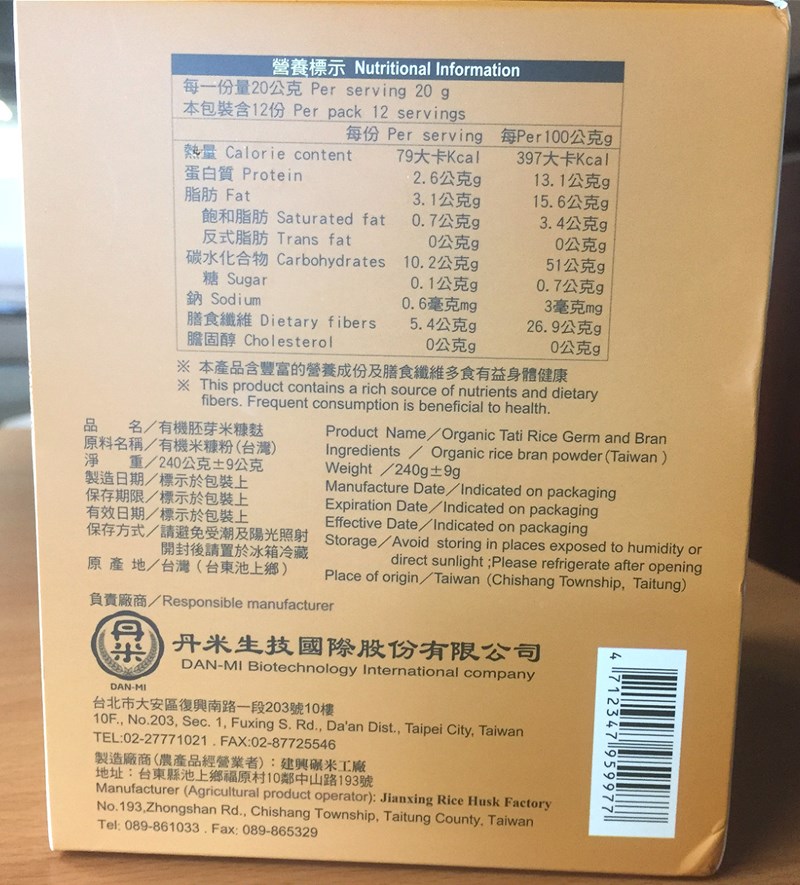 營養標示 Nutritional Information
每一份量20公克 Per serving 20 g
本包裝含12份 Per pack 12 servings
每份 Per serving 每Per100公克g
熱量 Calorie content 79大卡Kcal 397大卡Kcal
蛋白質 Protein 2.6公克g 13.1公克g
脂肪 Fat 3.1公克g 15.6公克g
飽和脂肪 Saturated fat 0.7公克g 3.4公克g
反式脂肪 Trans fat 0公克g 0公克g
碳水化合物 Carbohydrates 10.2公克g 51公克g
糖 Sugar 0.1公克g 0.7公克g
鈉 Sodium 0.6毫克mg 3毫克mg
膳食纖維 Dietary fibers 5.4公克g 26.9公克g
膽固醇 Cholesterol 0公克g 0公克g
※ 本產品含豐富的營養成份及膳食纖維多食有益身體健康
※ This product contains a rich source of nutrients and dietary
fibers. Frequent consumption is beneficial to health.
品 名/有機胚芽米糠麩
原料名稱/有機米糠粉(台灣)
淨 重/240公克±9公克
製造日期/標示於包裝上
保存期限/標示於包裝上
有效日期/標示於包裝上
保存方式/請避免受潮及陽光照射
開封後請置於冰箱冷藏
原 產 地/台灣(台東池上鄉)
Product Name/Organic Tati Rice Germ and Bran
Ingredients / Organic rice bran powder(Taiwan)
Weight /240g±9g
Manufacture Date/Indicated on packaging
Expiration Date/Indicated on packaging
Effective Date/Indicated on packaging
Storage/Avoid storing in places exposed to humidity or
direct sunlight ;Please refrigerate after opening
Place of origin/Taiwan (Chishang Township, Taitung)
負責廠商/Responsible manufacturer
丹米
DAN-MI
丹米生技國際股份有限公司
DAN-MI Biotechnology International company
台北市大安區復興南路一段203號10樓
10F., No.203, Sec. 1, Fuxing S. Rd., Da'an Dist., Taipei City, Taiwan
TEL:02-27771021 . FAX:02-87725546
製造廠商(農產品經營業者):建興碾米工廠
地址:台東縣池上鄉福原村10鄰中山路193號
Manufacturer (Agricultural product operator): Jianxing Rice Husk Factory
No.193,Zhongshan Rd., Chishang Township, Taitung County, Taiwan
Tel: 089-861033 . Fax: 089-865329
4 712347 959977